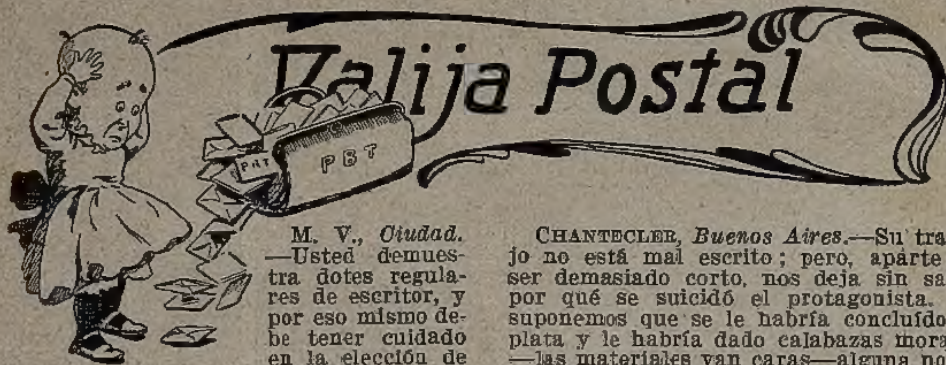 Valija Postal
PBT
PBT
M. V., Ciudad.
—Usted demues-
tra dotes regula-
res de escritor, y
por eso mismo de-
be tener cuidado
en la elección de
CHANTECLER, Buenos Aires.—Su tra
jo no está mal escrito; pero, aparte
ser demasiado corto, nos deja sin sa
por qué se suicidó el protagonista.
suponemos que se le habría concluído
plata y le habría dado calabazas mora
—las materiales van caras—alguna no